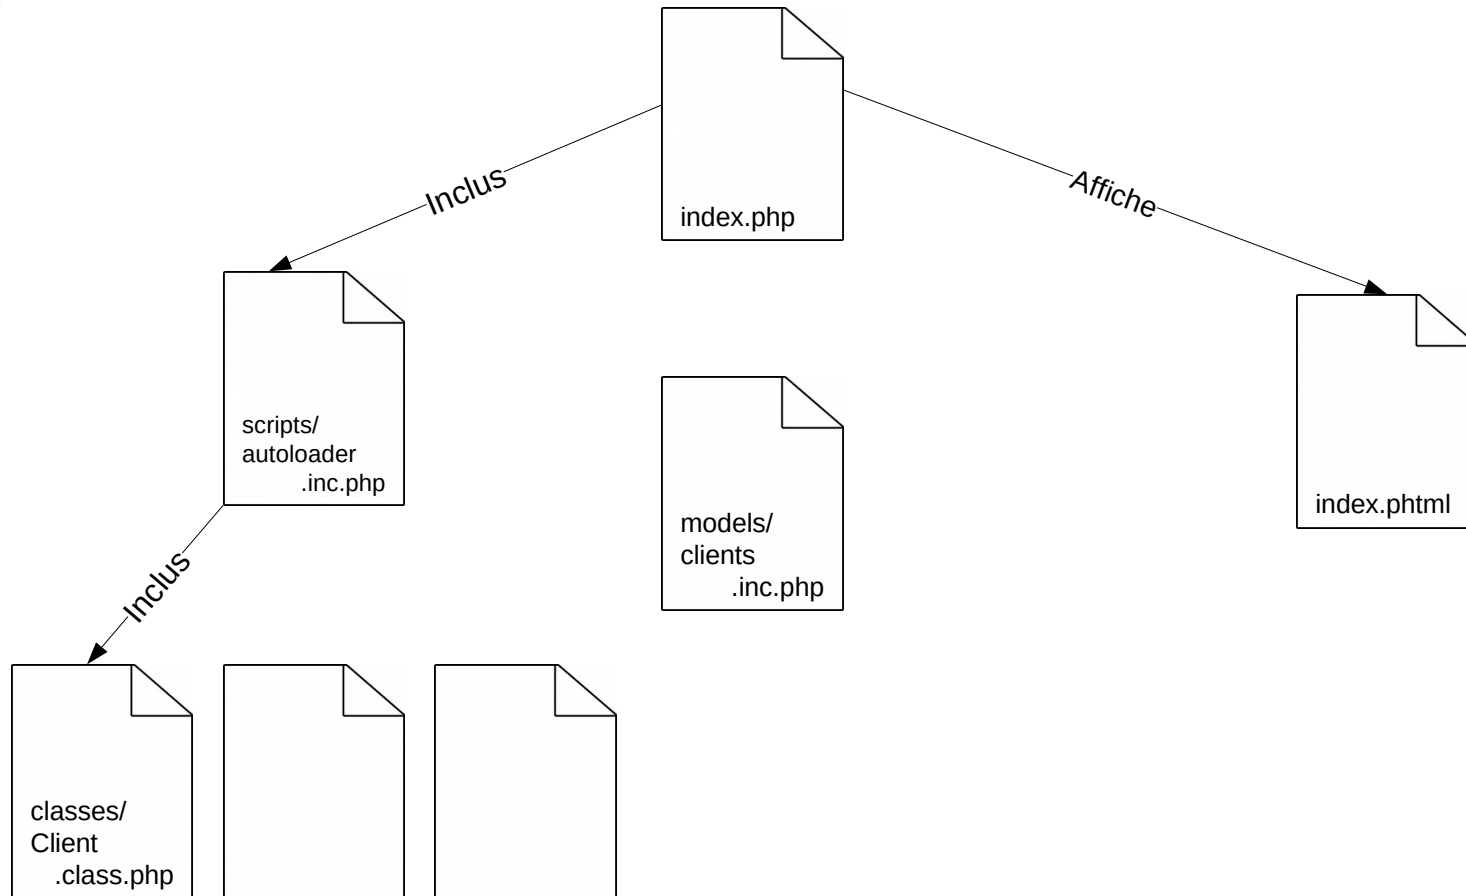 index.php
Inclus
Affiche
scripts/
autoloader
.inc.php
index.phtml
models/
clients
.inc.php
Inclus
classes/
Client
.class.php